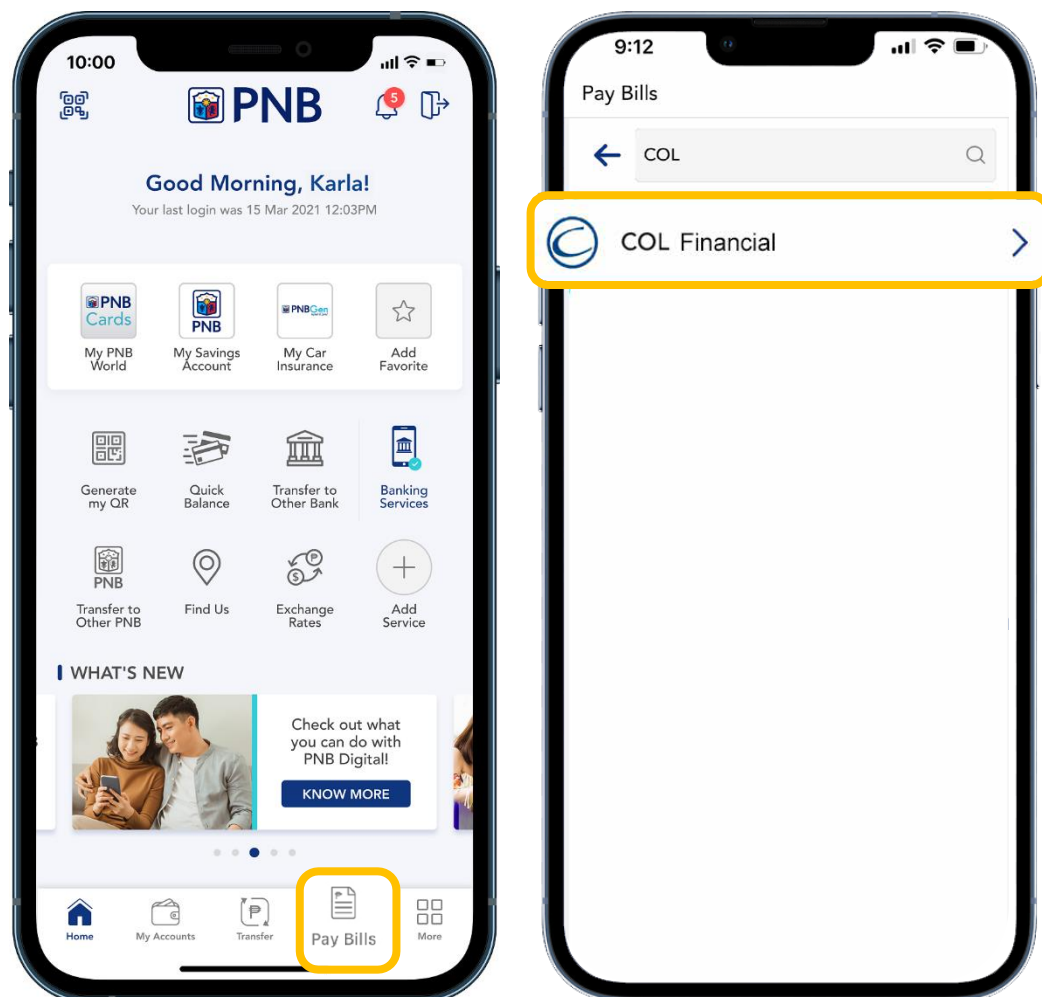 10:00
PNB
5
Good Morning, Karla!
Your last login was 15 Mar 2021 12:03PM
PNB
Cards
PNB
PNBGen
My PNB
World
My Savings
Account
My Car
Insurance
Add
Favorite
Generate
my QR
Quick
Balance
Transfer to
Other Bank
Banking
Services
PNB
Transfer to
Other PNB
Find Us
Exchange
Rates
Add
Service
WHAT'S NEW
Check out what
you can do with
PNB Digital!
KNOW MORE
Home
My Accounts
Transfer
Pay Bills
More
9:12
Pay Bills
COL
COL Financial